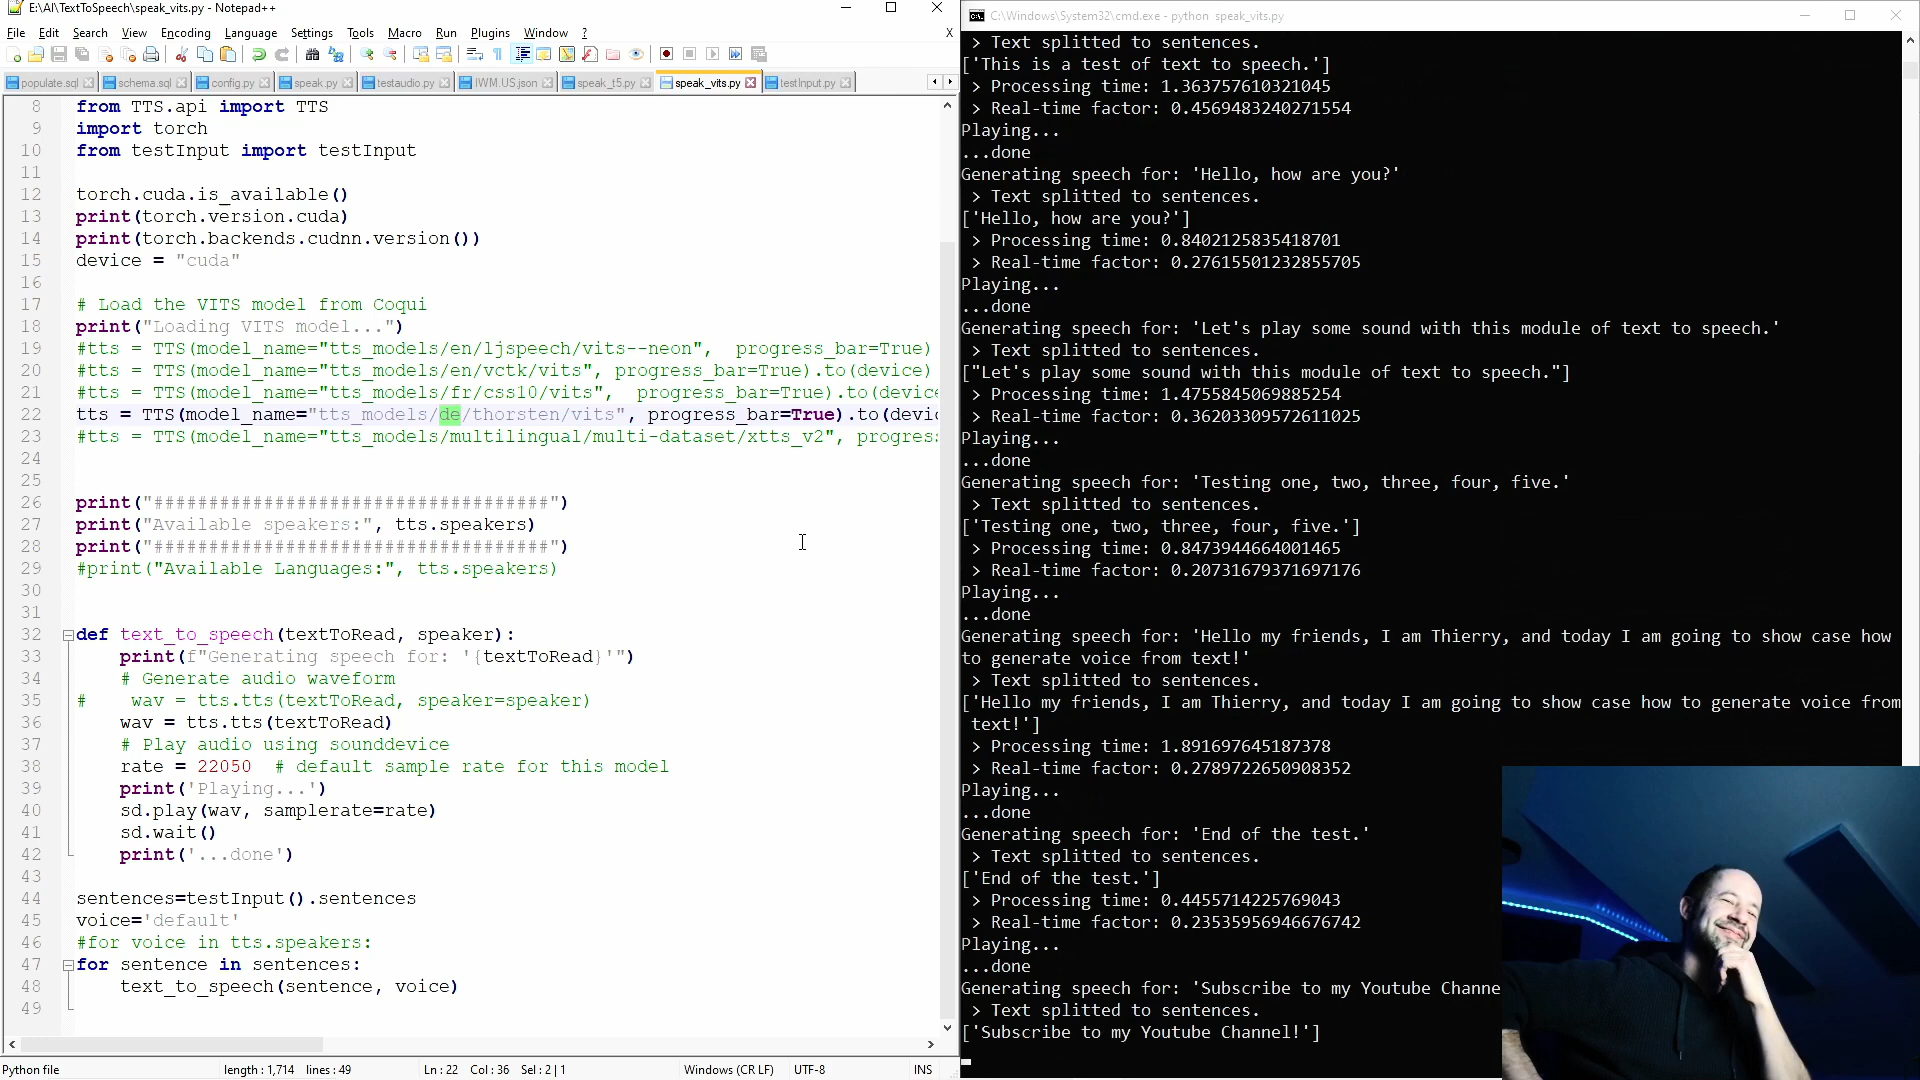 E:\AI\TextToSpeech\speak_vits.py - Notepad++
File Edit Search View Encoding Language Settings Tools Macro Run Plugins Window ? X
populate.sql schema.sql config.py speak.py testaudio.py IWM.US.json speak_t5.py speak_vits.py testInput.py
8 from TTS.api import TTS
9 import torch
10 from testInput import testInput
11
12 torch.cuda.is_available()
13 print(torch.version.cuda)
14 print(torch.backends.cudnn.version())
15 device = "cuda"
16
17 # Load the VITS model from Coqui
18 print("Loading VITS model...")
19 #tts = TTS(model_name="tts_models/en/ljspeech/vits--neon", progress_bar=True)
20 #tts = TTS(model_name="tts_models/en/vctk/vits", progress_bar=True).to(device)
21 #tts = TTS(model_name="tts_models/fr/css10/vits", progress_bar=True).to(device
22 tts = TTS(model_name="tts_models/de/thorsten/vits", progress_bar=True).to(devic
23 #tts = TTS(model_name="tts_models/multilingual/multi-dataset/xtts_v2", progress
24
25
26 print("####################################")
27 print("Available speakers:", tts.speakers)
28 print("####################################")
29 #print("Available Languages:", tts.speakers)
30
31
32 def text_to_speech(textToRead, speaker):
33 print(f"Generating speech for: '{textToRead}'")
34 # Generate audio waveform
35 # wav = tts.tts(textToRead, speaker=speaker)
36 wav = tts.tts(textToRead)
37 # Play audio using sounddevice
38 rate = 22050 # default sample rate for this model
39 print('Playing...')
40 sd.play(wav, samplerate=rate)
41 sd.wait()
42 print('...done')
43
44 sentences=testInput().sentences
45 voice='default'
46 #for voice in tts.speakers:
47 for sentence in sentences:
48 text_to_speech(sentence, voice)
49
Python file length : 1,714 lines : 49 Ln : 22 Col : 36 Sel : 2 | 1 Windows (CR LF) UTF-8 INS
C:\Windows\System32\cmd.exe - python speak_vits.py
> Text splitted to sentences.
['This is a test of text to speech.']
> Processing time: 1.363757610321045
> Real-time factor: 0.4569483240271554
Playing...
...done
Generating speech for: 'Hello, how are you?'
> Text splitted to sentences.
['Hello, how are you?']
> Processing time: 0.8402125835418701
> Real-time factor: 0.27615501232855705
Playing...
...done
Generating speech for: 'Let's play some sound with this module of text to speech.'
> Text splitted to sentences.
["Let's play some sound with this module of text to speech."]
> Processing time: 1.4755845069885254
> Real-time factor: 0.36203309572611025
Playing...
...done
Generating speech for: 'Testing one, two, three, four, five.'
> Text splitted to sentences.
['Testing one, two, three, four, five.']
> Processing time: 0.8473944664001465
> Real-time factor: 0.20731679371697176
Playing...
...done
Generating speech for: 'Hello my friends, I am Thierry, and today I am going to show case how
to generate voice from text!'
> Text splitted to sentences.
['Hello my friends, I am Thierry, and today I am going to show case how to generate voice from
text!']
> Processing time: 1.891697645187378
> Real-time factor: 0.2789722650908352
Playing...
...done
Generating speech for: 'End of the test.'
> Text splitted to sentences.
['End of the test.']
> Processing time: 0.4455714225769043
> Real-time factor: 0.23535956946676742
Playing...
...done
Generating speech for: 'Subscribe to my Youtube Channe
> Text splitted to sentences.
['Subscribe to my Youtube Channel!']